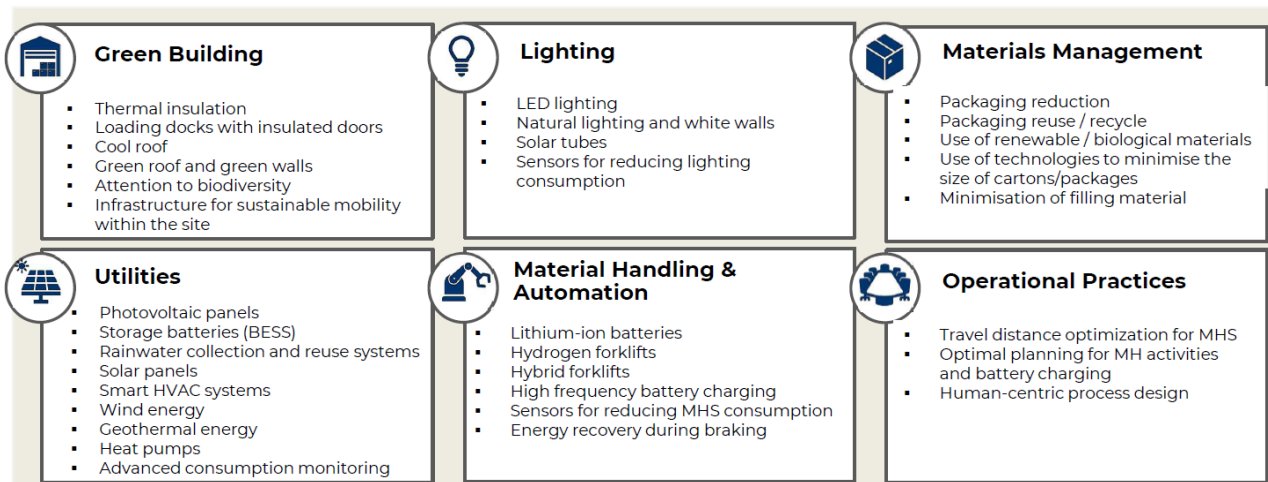 Green Building
▪ Thermal insulation
▪ Loading docks with insulated doors
▪ Cool roof
▪ Green roof and green walls
▪ Attention to biodiversity
▪ Infrastructure for sustainable mobility
within the site
Lighting
▪ LED lighting
▪ Natural lighting and white walls
▪ Solar tubes
▪ Sensors for reducing lighting
consumption
Materials Management
▪ Packaging reduction
▪ Packaging reuse / recycle
▪ Use of renewable / biological materials
▪ Use of technologies to minimise the
size of cartons/packages
▪ Minimisation of filling material
Utilities
▪ Photovoltaic panels
▪ Storage batteries (BESS)
▪ Rainwater collection and reuse systems
▪ Solar panels
▪ Smart HVAC systems
▪ Wind energy
▪ Geothermal energy
▪ Heat pumps
▪ Advanced consumption monitoring
Material Handling &
Automation
▪ Lithium-ion batteries
▪ Hydrogen forklifts
▪ Hybrid forklifts
▪ High frequency battery charging
▪ Sensors for reducing MHS consumption
▪ Energy recovery during braking
Operational Practices
▪ Travel distance optimization for MHS
▪ Optimal planning for MH activities
and battery charging
▪ Human-centric process design